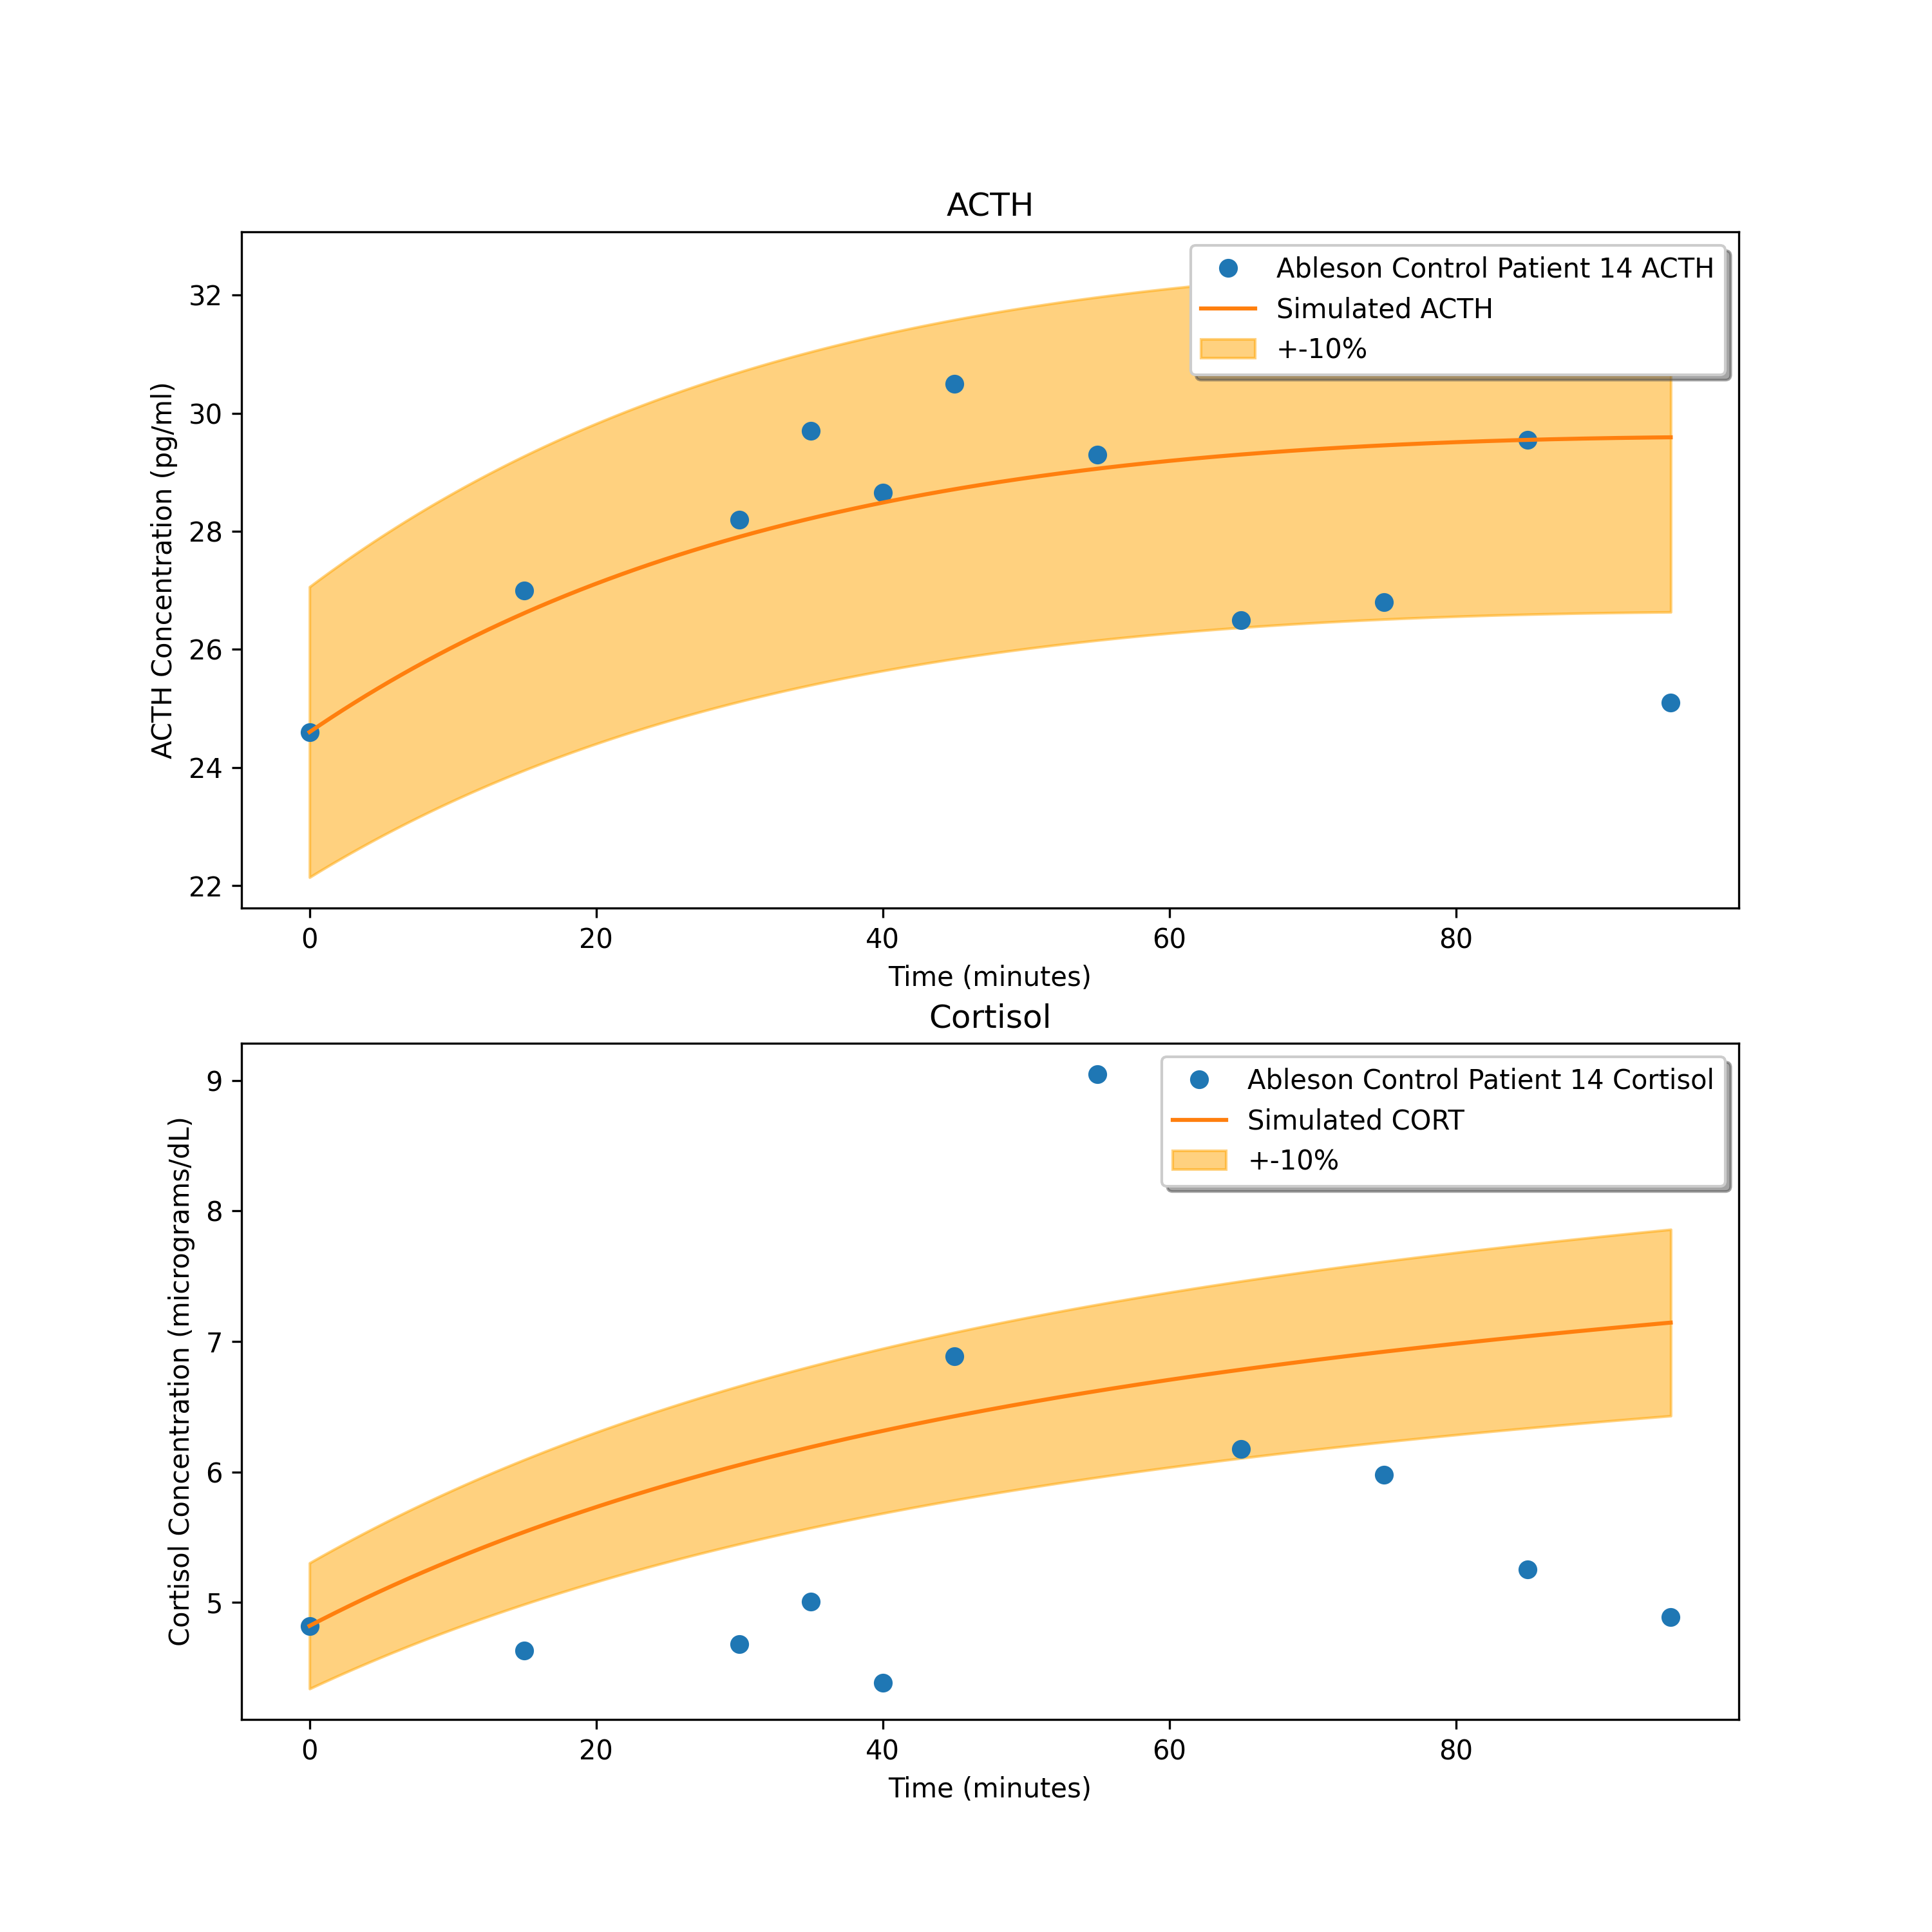 ACTH
Ableson Control Patient 14 ACTH
Simulated ACTH
+-10%
ACTH Concentration (pg/ml)
32
30
28
26
24
22
0 20 40 60 80
Time (minutes)
Cortisol
Ableson Control Patient 14 Cortisol
Simulated CORT
+-10%
Cortisol Concentration (micrograms/dL)
9
8
7
6
5
0 20 40 60 80
Time (minutes)